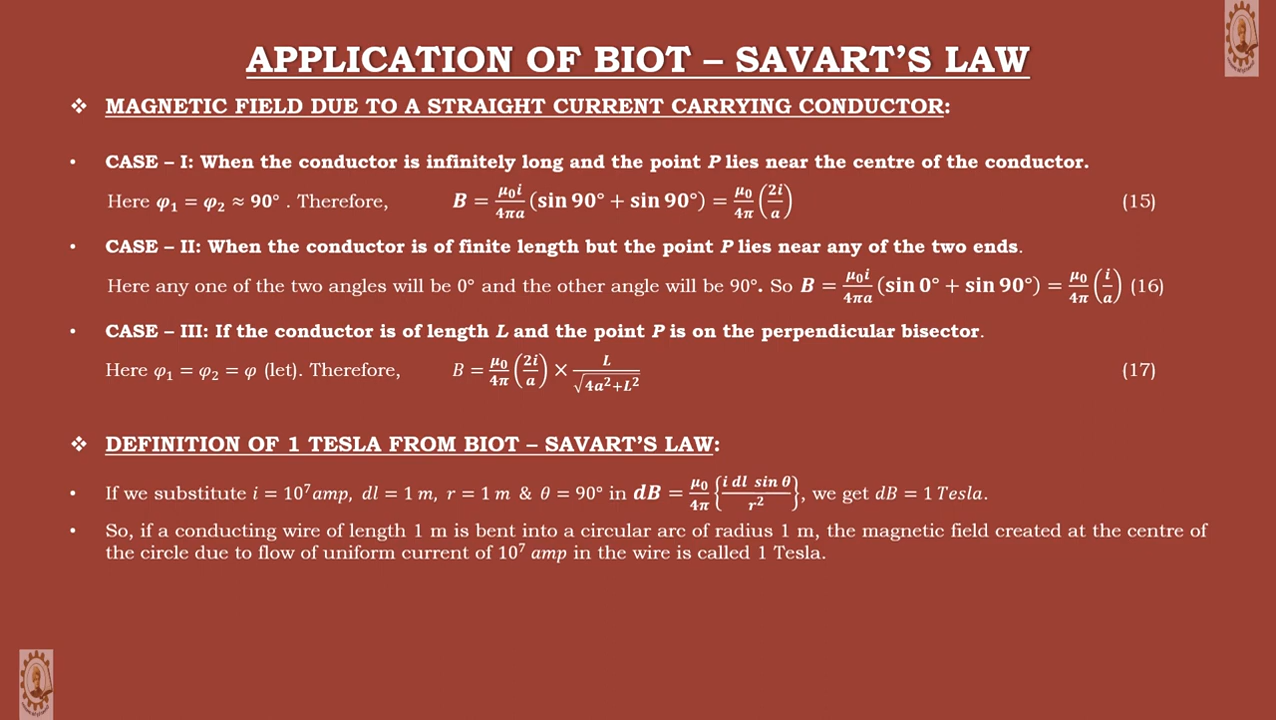 APPLICATION OF BIOT – SAVART'S LAW
❖ MAGNETIC FIELD DUE TO A STRAIGHT CURRENT CARRYING CONDUCTOR:
• CASE – I: When the conductor is infinitely long and the point P lies near the centre of the conductor.
Here φ₁ = φ₂ ≈ 90° . Therefore, B = μ₀i/4πa (sin 90° + sin 90°) = μ₀/4π (2i/a) (15)
• CASE – II: When the conductor is of finite length but the point P lies near any of the two ends.
Here any one of the two angles will be 0° and the other angle will be 90°. So B = μ₀i/4πa (sin 0° + sin 90°) = μ₀/4π (i/a) (16)
• CASE – III: If the conductor is of length L and the point P is on the perpendicular bisector.
Here φ₁ = φ₂ = φ (let). Therefore, B = μ₀/4π (2i/a) × L/√(4a²+L²) (17)
❖ DEFINITION OF 1 TESLA FROM BIOT – SAVART'S LAW:
• If we substitute i = 10⁷ amp, dl = 1 m, r = 1 m & θ = 90° in dB = μ₀/4π {i dl sin θ/r²}, we get dB = 1 Tesla.
• So, if a conducting wire of length 1 m is bent into a circular arc of radius 1 m, the magnetic field created at the centre of
the circle due to flow of uniform current of 10⁷ amp in the wire is called 1 Tesla.